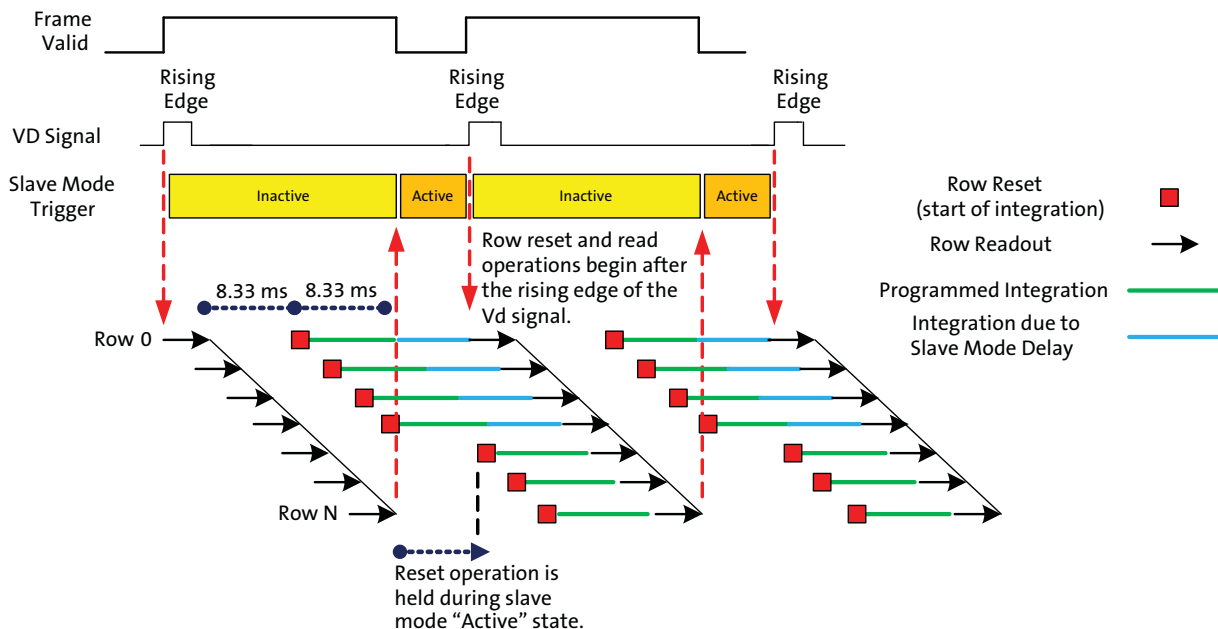 Frame
Valid
Rising
Edge
Rising
Edge
Rising
Edge
VD Signal
Slave Mode
Trigger
Inactive
Active
Inactive
Active
Row Reset
(start of integration)
Row Readout
Programmed Integration
Integration due to
Slave Mode Delay
Row reset and read
operations begin after
the rising edge of the
Vd signal.
8.33 ms
8.33 ms
Row 0
Row N
Reset operation is
held during slave
mode “Active” state.